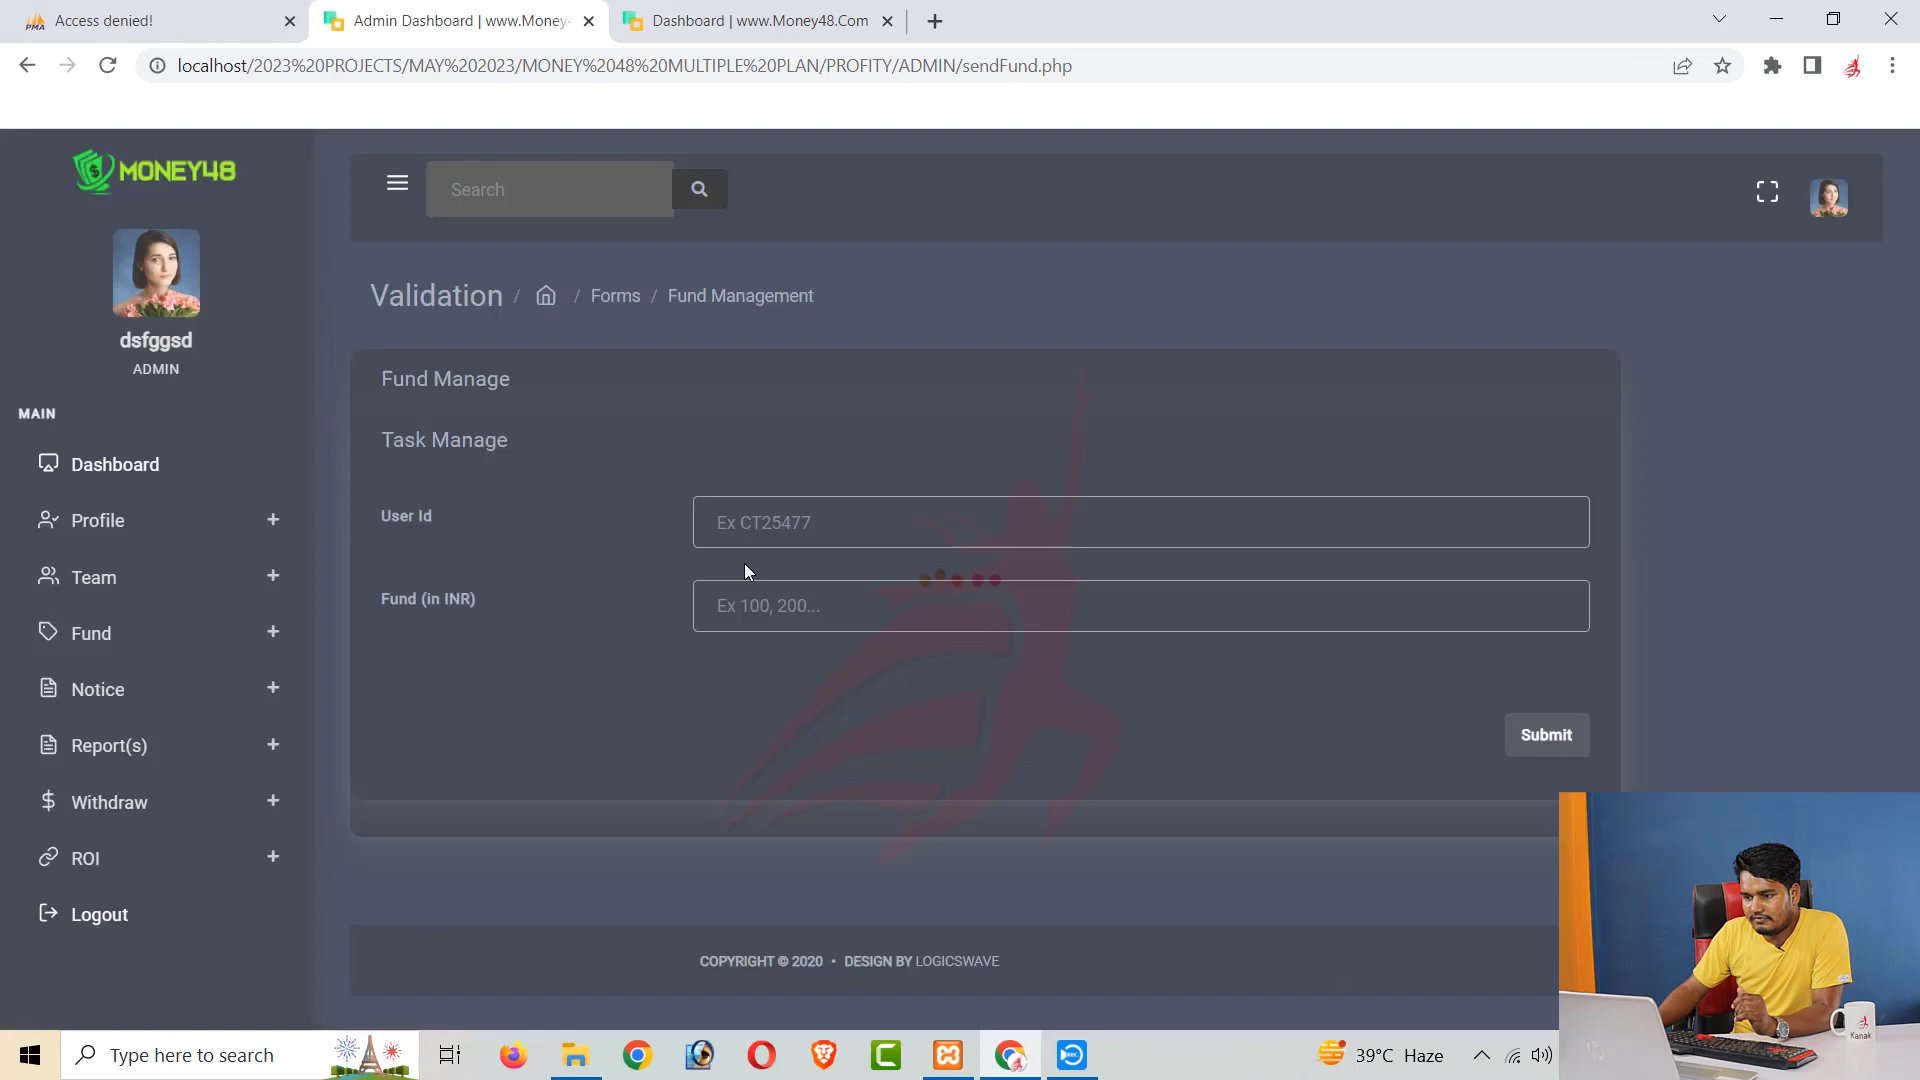 Access denied!
Admin Dashboard | www.Money4
Dashboard | www.Money48.Com
localhost/2023%20PROJECTS/MAY%202023/MONEY%2048%20MULTIPLE%20PLAN/PROFITY/ADMIN/sendFund.php
MONEY48
Search
dsfggsd
ADMIN
MAIN
Dashboard
Profile
Team
Fund
Notice
Report(s)
Withdraw
ROI
Logout
Validation / / Forms / Fund Management
Fund Manage
Task Manage
User Id
Ex CT25477
Fund (in INR)
Ex 100, 200...
Submit
COPYRIGHT © 2020 • DESIGN BY LOGICSWAVE
Kanak
Type here to search
39°C Haze